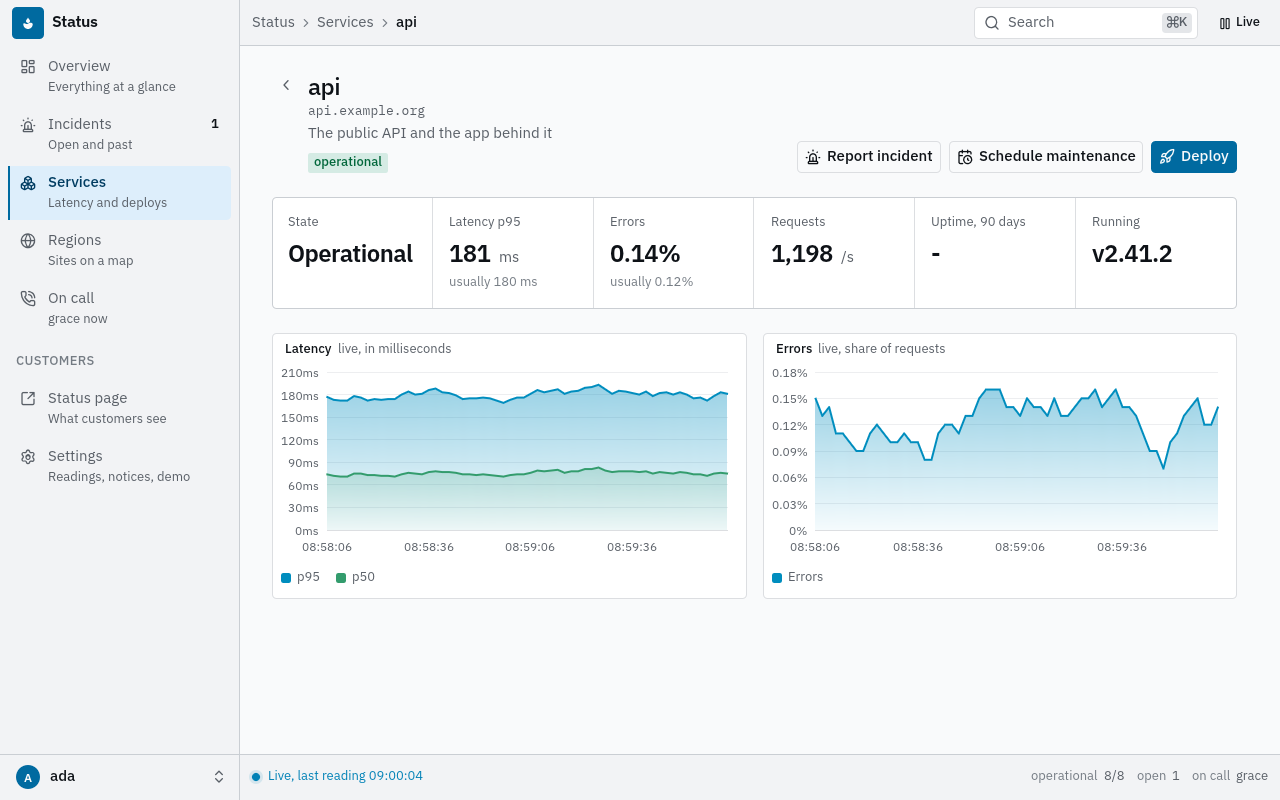 Status
Overview
Everything at a glance
Incidents 1
Open and past
Services
Latency and deploys
Regions
Sites on a map
On call
grace now
CUSTOMERS
Status page
What customers see
Settings
Readings, notices, demo
A ada
Status > Services > api
Search ⌘K
Live
api
api.example.org
The public API and the app behind it
operational
Report incident
Schedule maintenance
Deploy
State
Operational
Latency p95
181 ms
usually 180 ms
Errors
0.14%
usually 0.12%
Requests
1,198 /s
Uptime, 90 days
-
Running
v2.41.2
Latency live, in milliseconds
210ms
180ms
150ms
120ms
90ms
60ms
30ms
0ms
08:58:06 08:58:36 08:59:06 08:59:36
p95 p50
Errors live, share of requests
0.18%
0.15%
0.12%
0.09%
0.06%
0.03%
0%
08:58:06 08:58:36 08:59:06 08:59:36
Errors
Live, last reading 09:00:04
operational 8/8 open 1 on call grace